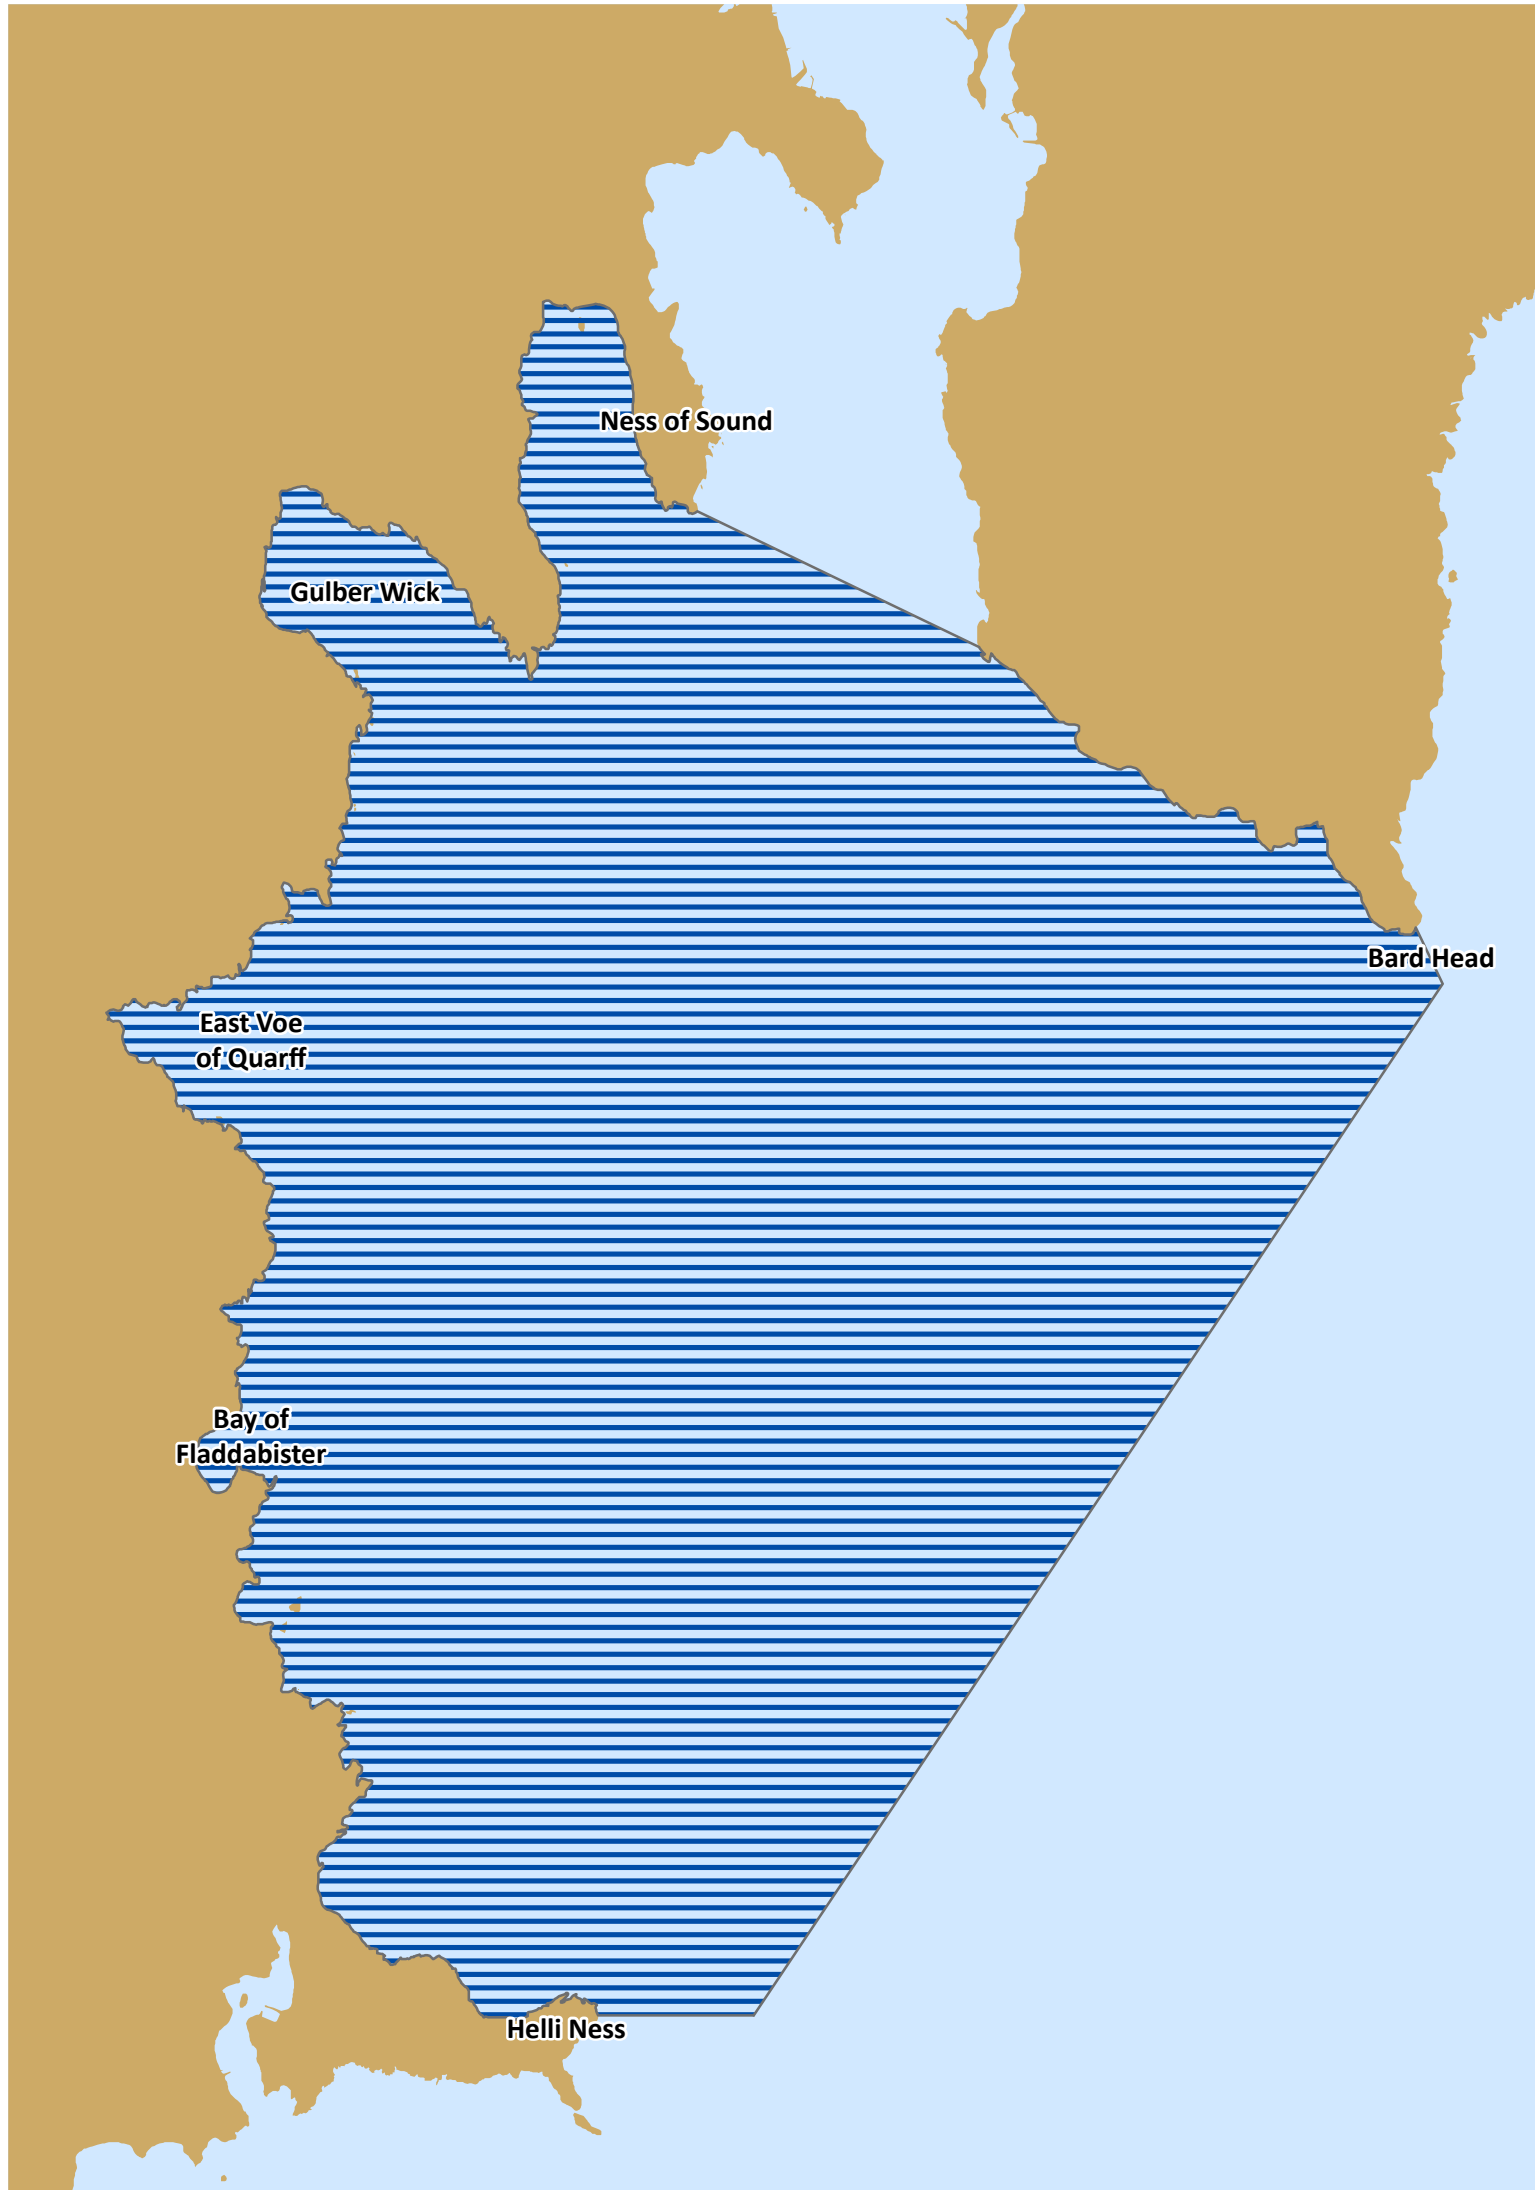 Ness of Sound
Gulber Wick
Bard Head
East Voe
of Quarff
Bay of
Fladdabister
Helli Ness